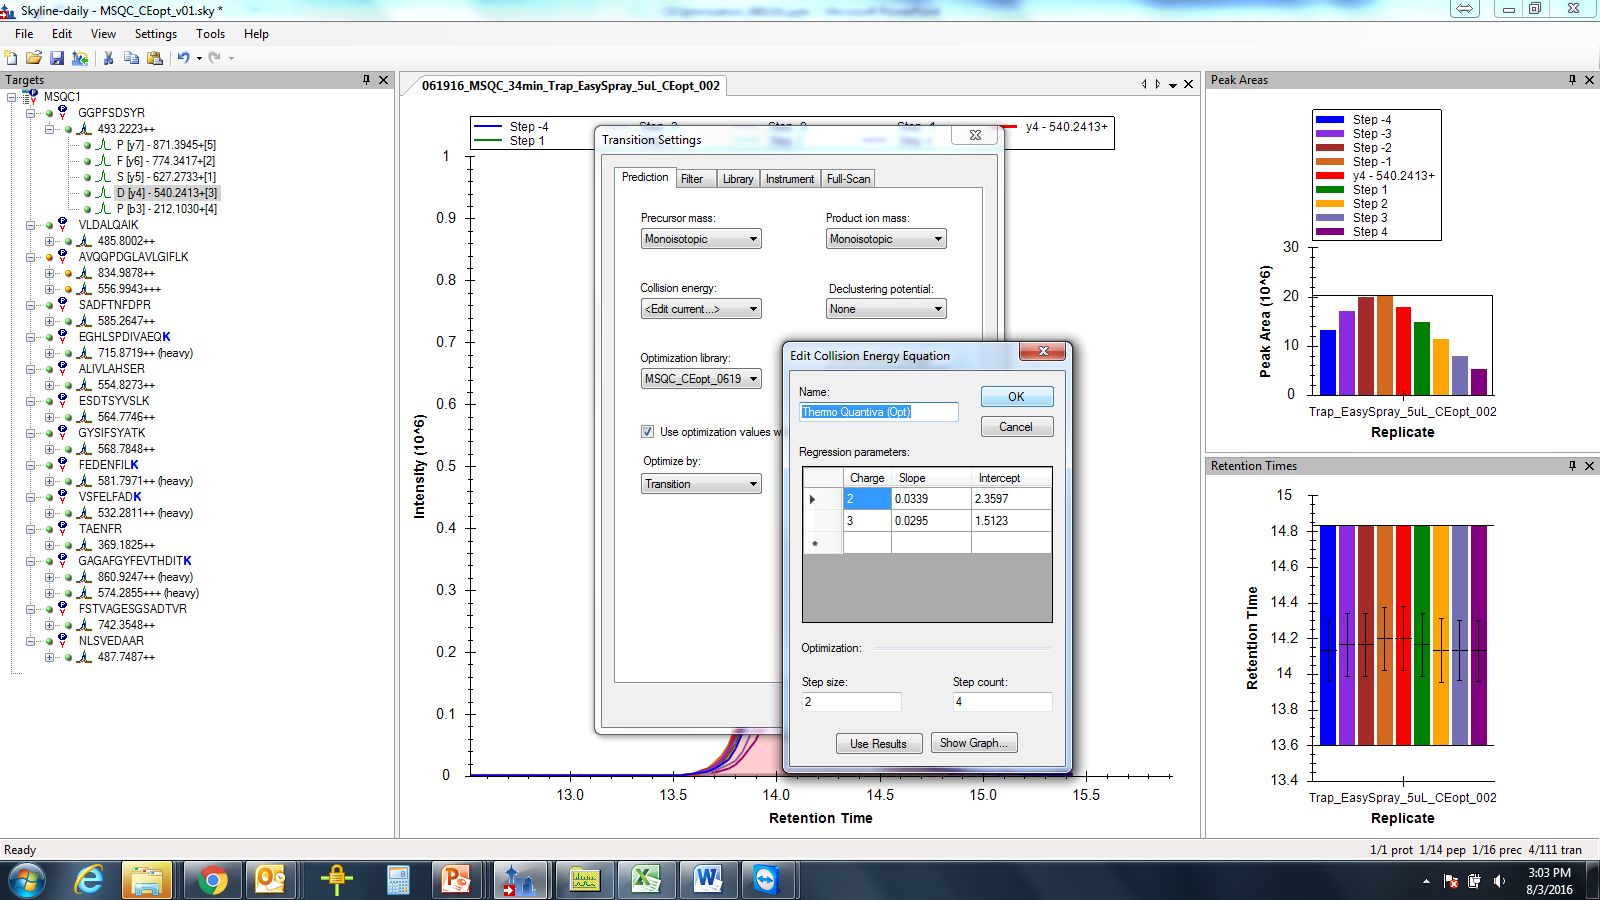 Skyline-daily - MSQC_CEopt_v01.sky *
File Edit View Settings Tools Help
Targets
MSQC1
GGPFSDSYR
493.2223++
P [y7] - 871.3945+[5]
F [y6] - 774.3417+[2]
S [y5] - 627.2733+[1]
D [y4] - 540.2413+[3]
P [b3] - 212.1030+[4]
VLDALQAIK
485.8002++
AVQQPDGLAVLGIFLK
834.9878++
556.9943+++
SADFTNFDPR
585.2647++
EGHLSPDIVAEQK
715.8719++ (heavy)
ALIVLAHSER
554.8273++
ESDTSYVSLK
564.7746++
GYSIFSYATK
568.7848++
FEDENFILK
581.7971++ (heavy)
VSFELFADK
532.2811++ (heavy)
TAENFR
369.1825++
GAGAFGYFEVTHDITK
860.9247++ (heavy)
574.2855+++ (heavy)
FSTVAGESGSADTVR
742.3548++
NLSVEDAAR
487.7487++
061916_MSQC_34min_Trap_EasySpray_5uL_CEopt_002
Step -4
Step 1
y4 - 540.2413+
1
0.9
0.8
0.7
0.6
0.5
0.4
0.3
0.2
0.1
0
Intensity (10^6)
13.0 13.5 14.0 14.5 15.0 15.5
Retention Time
Transition Settings
Prediction Filter Library Instrument Full-Scan
Precursor mass: Product ion mass:
Monoisotopic Monoisotopic
Collision energy: Declustering potential:
<Edit current...> None
Optimization library:
MSQC_CEopt_0619
Use optimization values w
Optimize by:
Transition
Edit Collision Energy Equation
Name:
Thermo Quantiva (Opt)
OK
Cancel
Regression parameters:
Charge Slope Intercept
2 0.0339 2.3597
3 0.0295 1.5123
*
Optimization:
Step size: Step count:
2 4
Use Results Show Graph...
Peak Areas
Step -4
Step -3
Step -2
Step -1
y4 - 540.2413+
Step 1
Step 2
Step 3
Step 4
30
20
10
0
Peak Area (10^6)
Trap_EasySpray_5uL_CEopt_002
Replicate
Retention Times
15
14.8
14.6
14.4
14.2
14
13.8
13.6
13.4
Retention Time
Trap_EasySpray_5uL_CEopt_002
Replicate
Ready
1/1 prot 1/14 pep 1/16 prec 4/111 tran
3:03 PM
8/3/2016